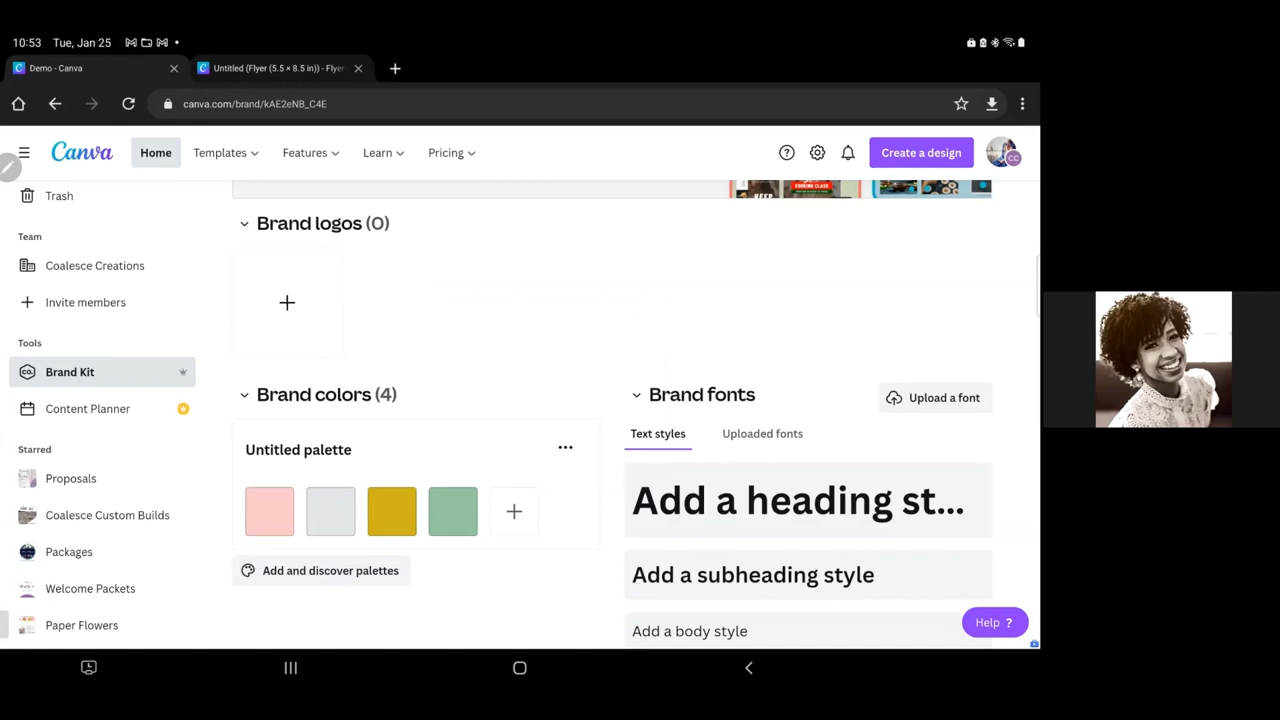 10:53 Tue, Jan 25
Demo - Canva
Untitled (Flyer (5.5 × 8.5 in)) - Flye
canva.com/brand/kAE2eNB_C4E
Canva
Home
Templates
Features
Learn
Pricing
Create a design
CC
Trash
COOKING CLASS
Brand logos (0)
Team
Coalesce Creations
Invite members
Tools
Brand Kit
CO.
Content Planner
Brand colors (4)
Brand fonts
Upload a font
Text styles
Uploaded fonts
Untitled palette
Starred
Proposals
Coalesce Custom Builds
Packages
Welcome Packets
Paper Flowers
Add a heading st...
Add and discover palettes
Add a subheading style
Add a body style
Help ?